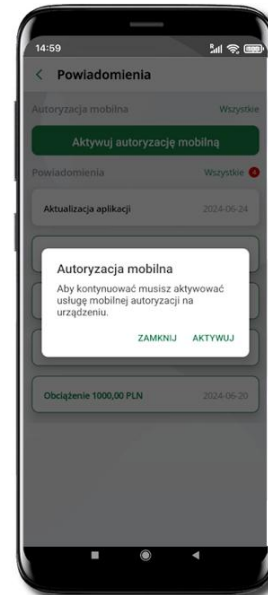 14:59
Powiadomienia
Autoryzacja mobilna Wszystkie
Aktywuj autoryzację mobilną
Powiadomienia Wszystkie 4
Aktualizacja aplikacji 2024-06-24
Autoryzacja mobilna
Aby kontynuować musisz aktywować
usługę mobilnej autoryzacji na
urządzeniu.
ZAMKNIJ AKTYWUJ
Obciążenie 1000,00 PLN 2024-06-20